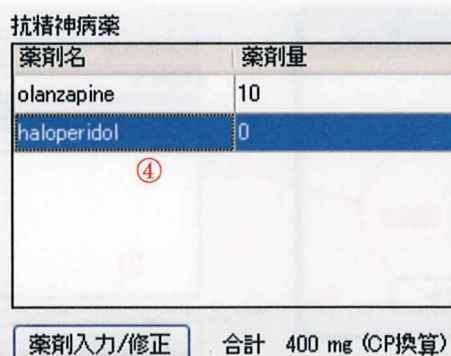 抗精神病薬
薬剤名 薬剤量
olanzapine 10
haloperidol 0
④
薬剤入力/修正 合計 400 mg (CP換算)